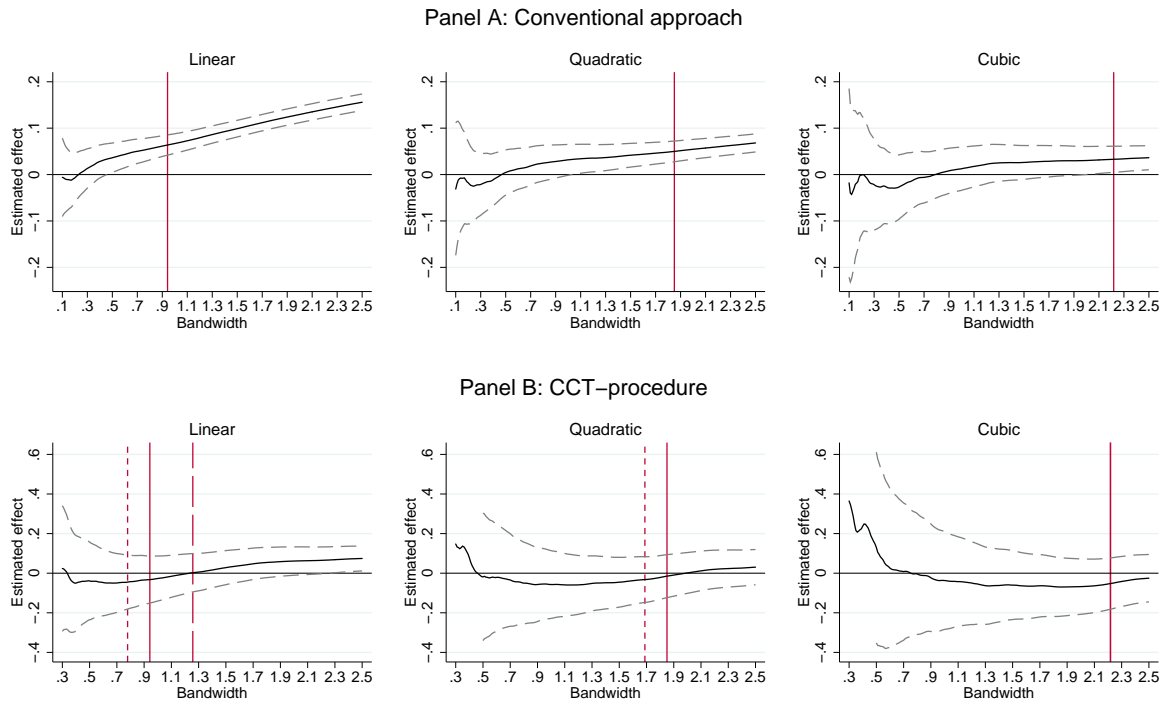 Panel A: Conventional approach
Linear
Quadratic
Cubic
Estimated effect
.2
.1
0
−.1
−.2
.1 .3 .5 .7 .9 1.1 1.3 1.5 1.7 1.9 2.1 2.3 2.5
Bandwidth
Estimated effect
.2
.1
0
−.1
−.2
.1 .3 .5 .7 .9 1.1 1.3 1.5 1.7 1.9 2.1 2.3 2.5
Bandwidth
Estimated effect
.2
.1
0
−.1
−.2
.1 .3 .5 .7 .9 1.1 1.3 1.5 1.7 1.9 2.1 2.3 2.5
Bandwidth
Panel B: CCT−procedure
Linear
Quadratic
Cubic
Estimated effect
.6
.4
.2
0
−.2
−.4
.3 .5 .7 .9 1.1 1.3 1.5 1.7 1.9 2.1 2.3 2.5
Bandwidth
Estimated effect
.6
.4
.2
0
−.2
−.4
.3 .5 .7 .9 1.1 1.3 1.5 1.7 1.9 2.1 2.3 2.5
Bandwidth
Estimated effect
.6
.4
.2
0
−.2
−.4
.3 .5 .7 .9 1.1 1.3 1.5 1.7 1.9 2.1 2.3 2.5
Bandwidth